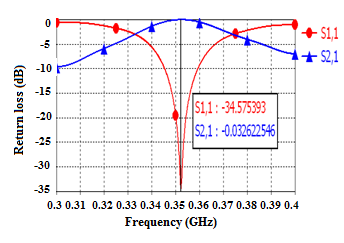 Return loss (dB)
0
-5
-10
-15
-20
-25
-30
-35
0.3 0.31 0.32 0.33 0.34 0.35 0.36 0.37 0.38 0.39 0.4
Frequency (GHz)
S1,1
S2,1
S1,1 : -34.575393
S2,1 : -0.032622546